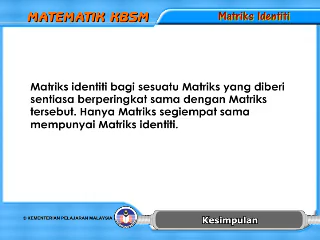 MATEMATIK KBSM
Matriks Identiti
Matriks identiti bagi sesuatu Matriks yang diberi
sentiasa berperingkat sama dengan Matriks
tersebut. Hanya Matriks segiempat sama
mempunyai Matriks identiti.
© KEMENTERIAN PELAJARAN MALAYSIA
Kesimpulan